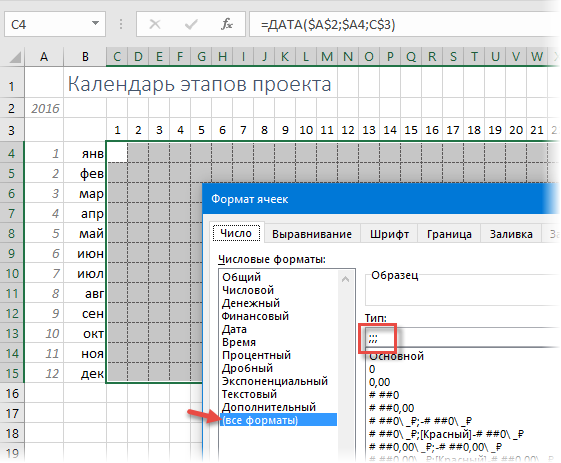 C4 =ДАТА($A$2;$A4;C$3)
A B C D E F G H I J K L M N O P Q R S T U V W
1 Календарь этапов проекта
2 2016
3 1 2 3 4 5 6 7 8 9 10 11 12 13 14 15 16 17 18 19 20 21
4 1 янв
5 2 фев
6 3 мар
7 4 апр
8 5 май
9 6 июн
10 7 июл
11 8 авг
12 9 сен
13 10 окт
14 11 ноя
15 12 дек
16
17
18
19
Формат ячеек
Число Выравнивание Шрифт Граница Заливка
Числовые форматы:
Общий
Числовой
Денежный
Финансовый
Дата
Время
Процентный
Дробный
Экспоненциальный
Текстовый
Дополнительный
(все форматы)
Образец
Тип:
;;;
Основной
0
0,00
# ##0
# ##0,00
# ##0\ _₽;-# ##0\ _₽
# ##0\ _₽;[Красный]-# ##0\ _₽
# ##0,00\ _₽;-# ##0,00\ _₽